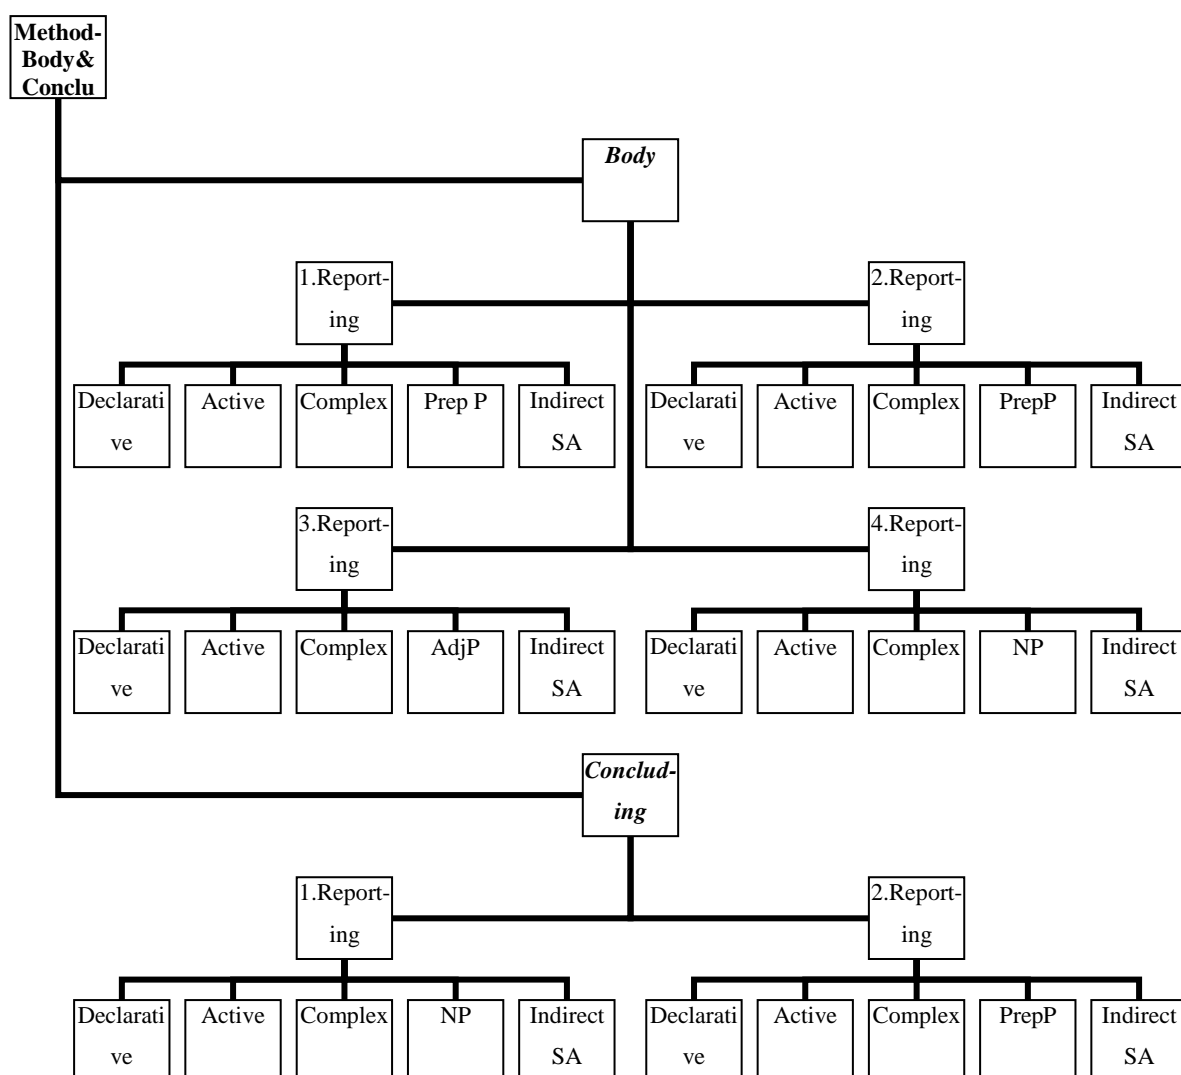 Method-
Body&
Conclu
Body
1.Report-
ing
2.Report-
ing
Declarati
ve
Active
Complex
Prep P
Indirect
SA
Declarati
ve
Active
Complex
PrepP
Indirect
SA
3.Report-
ing
4.Report-
ing
Declarati
ve
Active
Complex
AdjP
Indirect
SA
Declarati
ve
Active
Complex
NP
Indirect
SA
Conclud-
ing
1.Report-
ing
2.Report-
ing
Declarati
ve
Active
Complex
NP
Indirect
SA
Declarati
ve
Active
Complex
PrepP
Indirect
SA